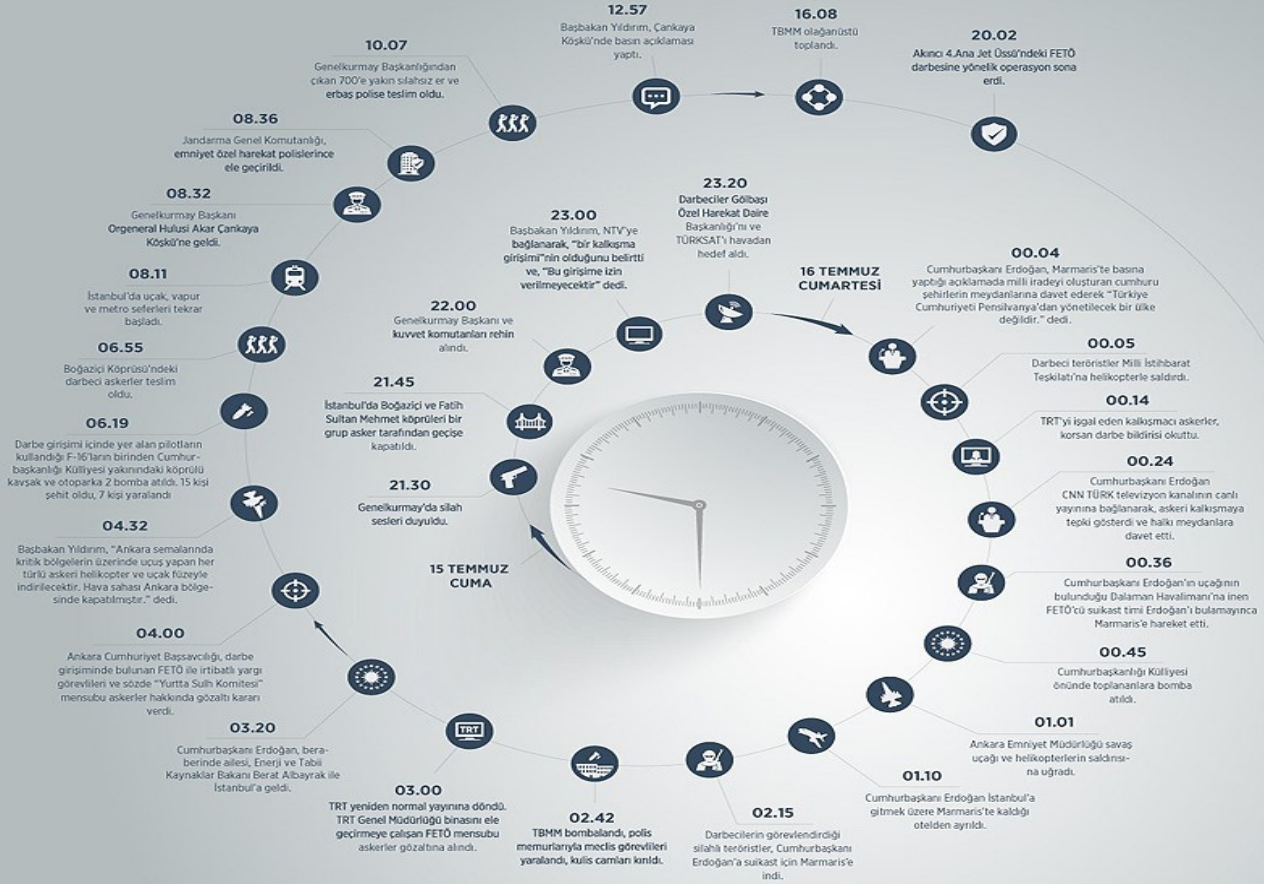 15 TEMMUZ
CUMA
21.30
Genelkurmay'da silah
sesleri duyuldu.
21.45
İstanbul'da Boğaziçi ve Fatih
Sultan Mehmet köprüleri bir
grup asker tarafından geçişe
kapatıldı.
22.00
Genelkurmay Başkanı ve
kuvvet komutanları rehin
alındı.
23.00
Başbakan Yıldırım, NTV'ye
bağlanarak, "bir kalkışma
girişimi"nin olduğunu belirtti
ve, "Bu girişime izin
verilmeyecektir" dedi.
23.20
Darbeciler Gölbaşı
Özel Harekat Daire
Başkanlığı'nı ve
TÜRKSAT'ı havadan
hedef aldı.
16 TEMMUZ
CUMARTESİ
00.04
Cumhurbaşkanı Erdoğan, Marmaris'te basına
yaptığı açıklamada milli iradeyi oluşturan cumhuru
şehirlerin meydanlarına davet ederek "Türkiye
Cumhuriyeti Pensilvanya'dan yönetilecek bir ülke
değildir." dedi.
00.05
Darbeci teröristler Milli İstihbarat
Teşkilatı'na helikopterle saldırdı.
00.14
TRT'yi işgal eden kalkışmacı askerler,
korsan darbe bildirisi okuttu.
00.24
Cumhurbaşkanı Erdoğan
CNN TÜRK televizyon kanalının canlı
yayınına bağlanarak, askeri kalkışmaya
tepki gösterdi ve halkı meydanlara
davet etti.
00.36
Cumhurbaşkanı Erdoğan'ın uçağının
bulunduğu Dalaman Havalimanı'na inen
FETÖ'cü suikast timi Erdoğan'ı bulamayınca
Marmaris'e hareket etti.
00.45
Cumhurbaşkanlığı Külliyesi
önünde toplananlara bomba
atıldı.
01.01
Ankara Emniyet Müdürlüğü savaş
uçağı ve helikopterlerin saldırısı-
na uğradı.
01.10
Cumhurbaşkanı Erdoğan İstanbul'a
gitmek üzere Marmaris'te kaldığı
otelden ayrıldı.
02.15
Darbecilerin görevlendirdiği
silahlı teröristler, Cumhurbaşkanı
Erdoğan'a suikast için Marmaris'e
indi.
02.42
TBMM bombalandı, polis
memurlarıyla meclis görevlileri
yaralandı, kulis camları kırıldı.
TRT
03.00
TRT yeniden normal yayınına döndü.
TRT Genel Müdürlüğü binasını ele
geçirmeye çalışan FETÖ mensubu
askerler gözaltına alındı.
03.20
Cumhurbaşkanı Erdoğan, bera-
berinde ailesi, Enerji ve Tabii
Kaynaklar Bakanı Berat Albayrak ile
İstanbul'a geldi.
04.00
Ankara Cumhuriyet Başsavcılığı, darbe
girişiminde bulunan FETÖ ile irtibatlı yargı
görevlileri ve sözde "Yurtta Sulh Komitesi"
mensubu askerler hakkında gözaltı kararı
verdi.
04.32
Başbakan Yıldırım, "Ankara semalarında
kritik bölgelerin üzerinde uçuş yapan her
türlü askeri helikopter ve uçak füzeyle
indirilecektir. Hava sahası Ankara bölge-
sinde kapatılmıştır." dedi.
06.19
Darbe girişimi içinde yer alan pilotların
kullandığı F-16'ların birinden Cumhur-
başkanlığı Külliyesi yakınındaki köprülü
kavşak ve otoparka 2 bomba atıldı. 15 kişi
şehit oldu, 7 kişi yaralandı
06.55
Boğaziçi Köprüsü'ndeki
darbeci askerler teslim
oldu.
08.11
İstanbul'da uçak, vapur
ve metro seferleri tekrar
başladı.
08.32
Genelkurmay Başkanı
Orgeneral Hulusi Akar Çankaya
Köşkü'ne geldi.
08.36
Jandarma Genel Komutanlığı,
emniyet özel harekat polislerince
ele geçirildi.
10.07
Genelkurmay Başkanlığından
çıkan 700'e yakın silahsız er ve
erbaş polise teslim oldu.
12.57
Başbakan Yıldırım, Çankaya
Köşkü'nde basın açıklaması
yaptı.
16.08
TBMM olağanüstü
toplandı.
20.02
Akıncı 4.Ana Jet Üssü'ndeki FETÖ
darbesine yönelik operasyon sona
erdi.